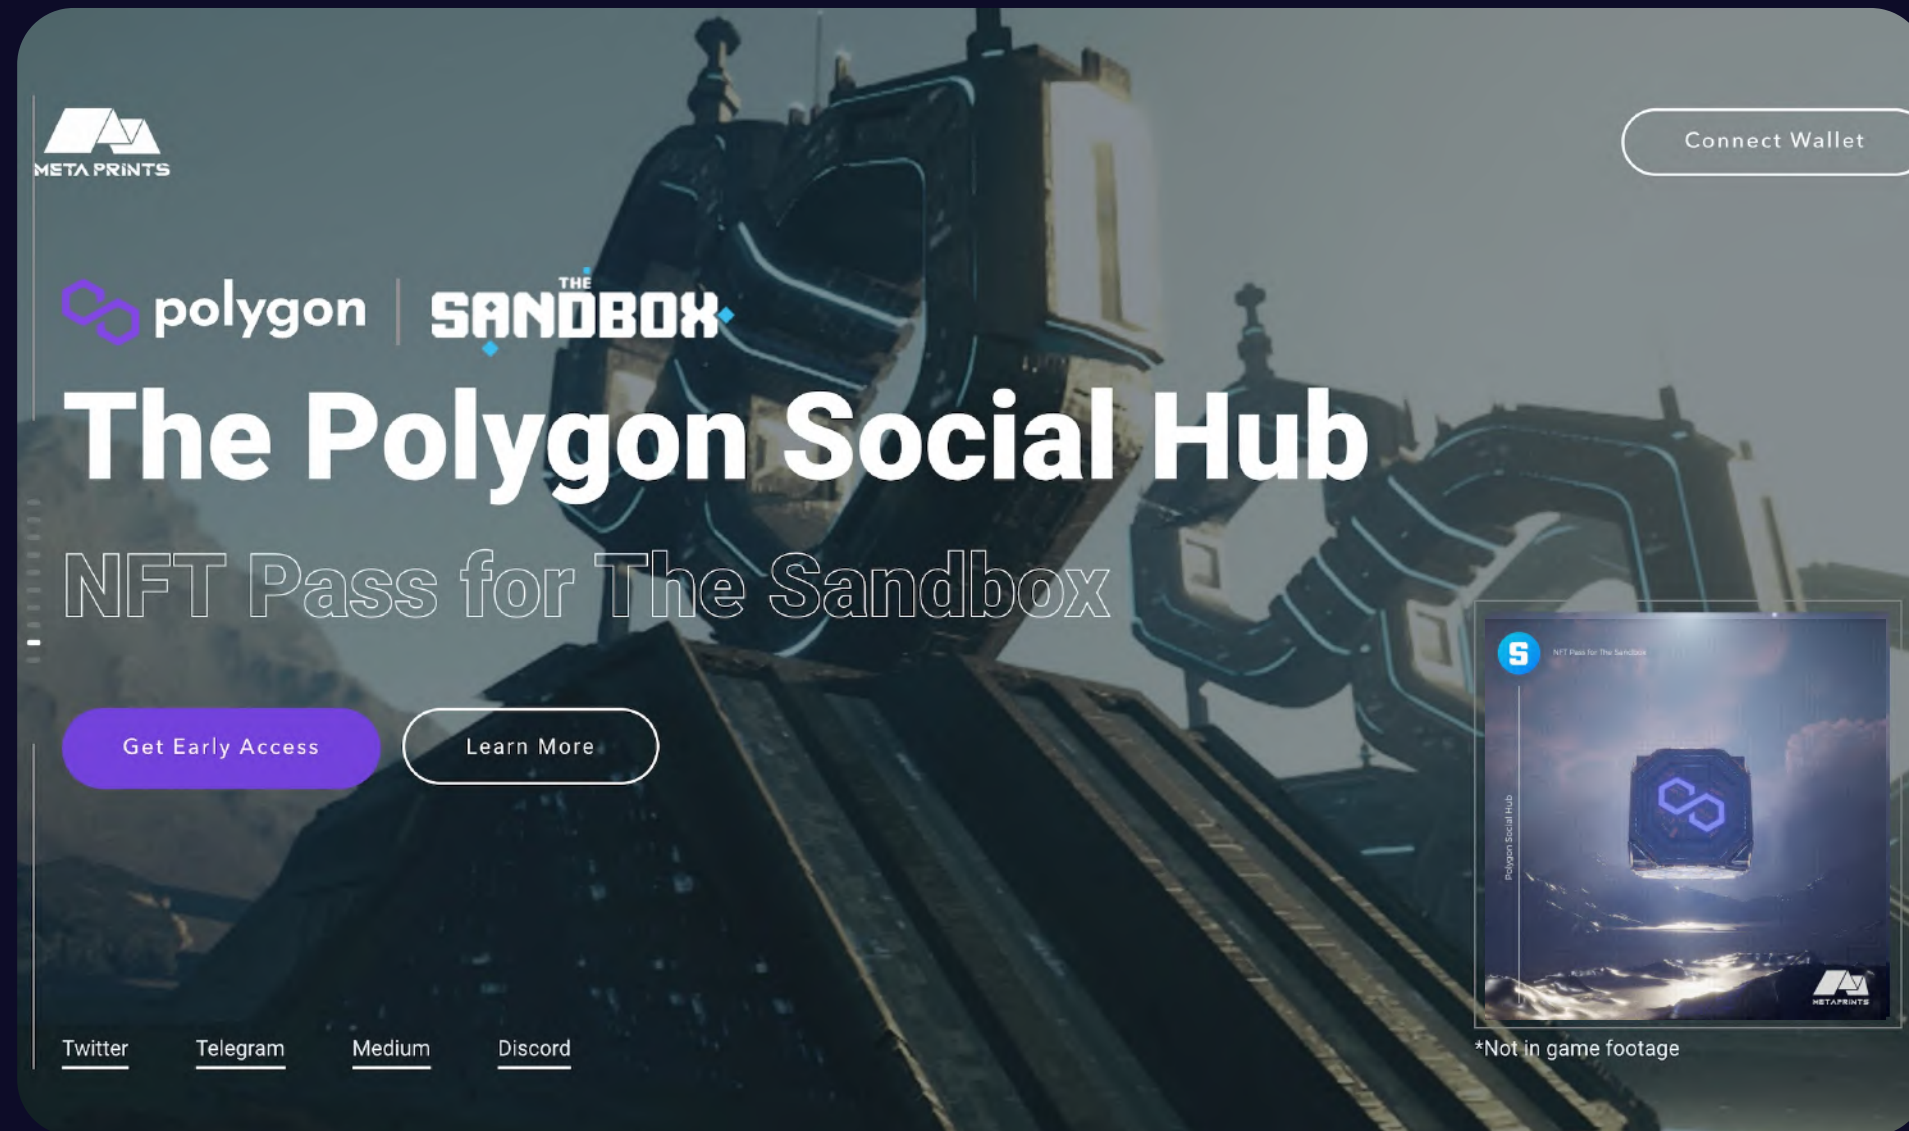 META PRiNTS
Connect Wallet
polygon
THE
SANDBOX
The Polygon Social Hub
NFT Pass for The Sandbox
Get Early Access
Learn More
S
NFT Pass for The Sandbox
Polygon Social Hub
METAPRINTS
Twitter
Telegram
Medium
Discord
*Not in game footage